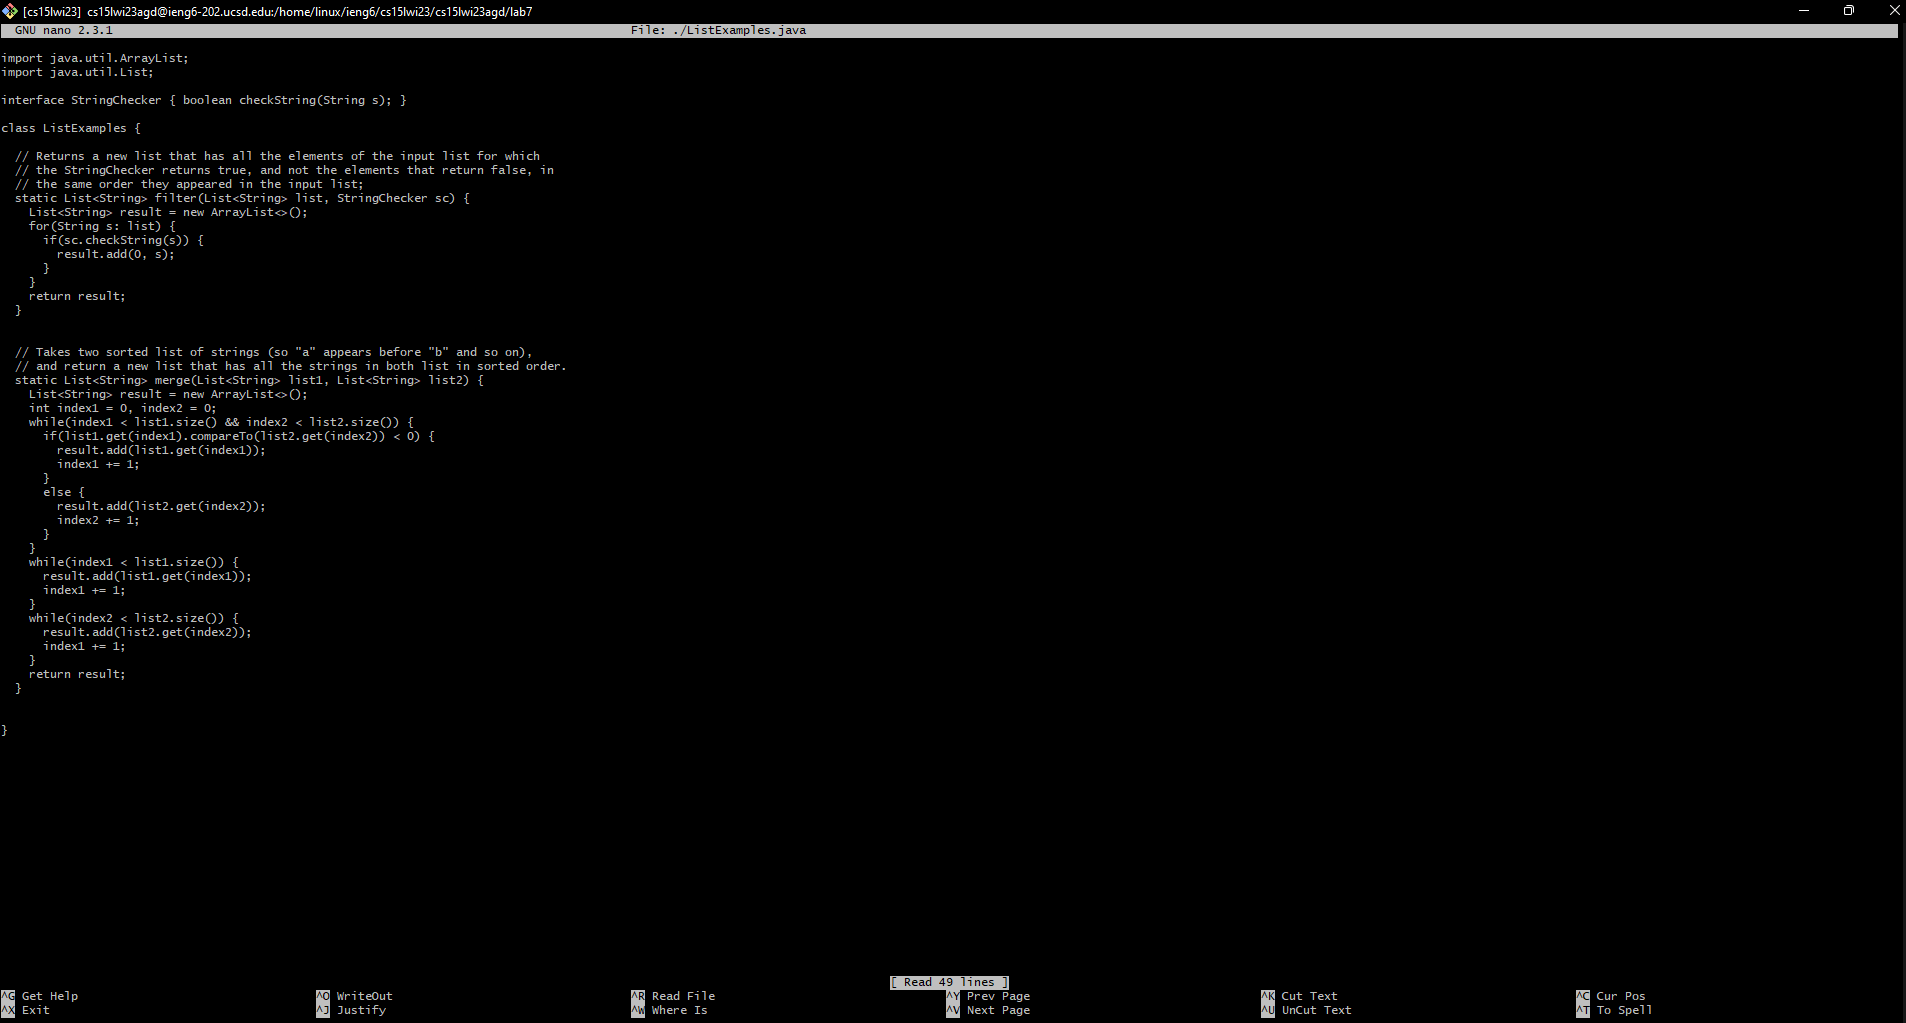 [cs15lwi23] cs15lwi23agd@ieng6-202.ucsd.edu:/home/linux/ieng6/cs15lwi23/cs15lwi23agd/lab7
GNU nano 2.3.1 File: ./ListExamples.java
import java.util.ArrayList;
import java.util.List;
interface StringChecker { boolean checkString(String s); }
class ListExamples {
  // Returns a new list that has all the elements of the input list for which
  // the StringChecker returns true, and not the elements that return false, in
  // the same order they appeared in the input list;
  static List<String> filter(List<String> list, StringChecker sc) {
    List<String> result = new ArrayList<>();
    for(String s: list) {
      if(sc.checkString(s)) {
        result.add(0, s);
      }
    }
    return result;
  }
  // Takes two sorted list of strings (so "a" appears before "b" and so on),
  // and return a new list that has all the strings in both list in sorted order.
  static List<String> merge(List<String> list1, List<String> list2) {
    List<String> result = new ArrayList<>();
    int index1 = 0, index2 = 0;
    while(index1 < list1.size() && index2 < list2.size()) {
      if(list1.get(index1).compareTo(list2.get(index2)) < 0) {
        result.add(list1.get(index1));
        index1 += 1;
      }
      else {
        result.add(list2.get(index2));
        index2 += 1;
      }
    }
    while(index1 < list1.size()) {
      result.add(list1.get(index1));
      index1 += 1;
    }
    while(index2 < list2.size()) {
      result.add(list2.get(index2));
      index1 += 1;
    }
    return result;
  }
}
[ Read 49 lines ]
^G Get Help ^O WriteOut ^R Read File ^Y Prev Page ^K Cut Text ^C Cur Pos
^X Exit ^J Justify ^W Where Is ^V Next Page ^U UnCut Text ^T To Spell